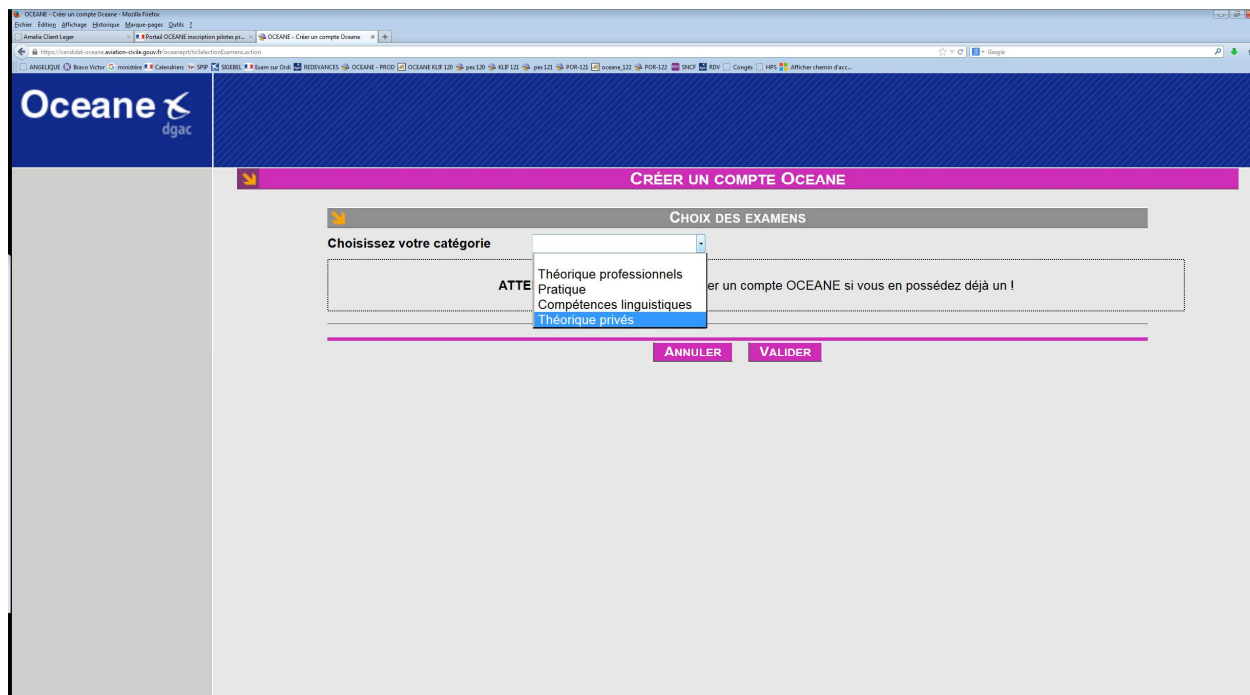 OCEANE - Créer un compte Oceane - Mozilla Firefox
Fichier Édition Affichage Historique Marque-pages Outils ?
Amelia Client Leger Portail OCEANE inscription pilotes pr... OCEANE - Créer un compte Oceane
https://candidat-oceane.aviation-civile.gouv.fr/oceaneprt/toSelectionExamens.action Google
ANGELIQUE Bravo Victor ministère Calendriers SPIP SIGEBEL Exam sur Ordi REDEVANCES OCEANE - PROD OCEANE KLIF 120 pex120 KLIF 121 pex121 POR-121 oceane_122 POR-122 SNCF RDV Congés HPS Afficher chemin d'acc...
Oceane
dgac
CRÉER UN COMPTE OCEANE
CHOIX DES EXAMENS
Choisissez votre catégorie
Théorique professionnels
ATTE er un compte OCEANE si vous en possédez déjà un !
Pratique
Compétences linguistiques
Théorique privés
ANNULER VALIDER